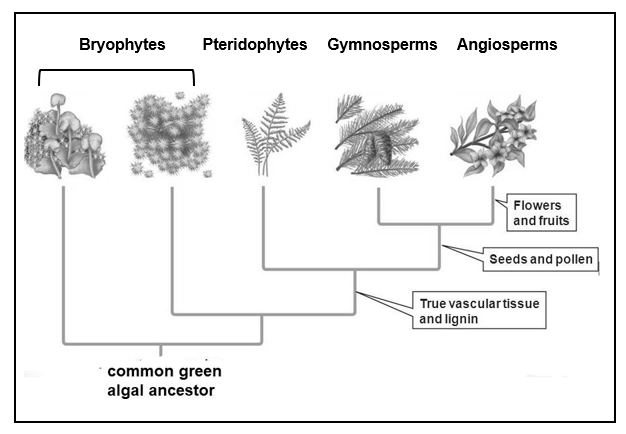 Bryophytes Pteridophytes Gymnosperms Angiosperms
Flowers
and fruits
Seeds and pollen
True vascular tissue
and lignin
common green
algal ancestor